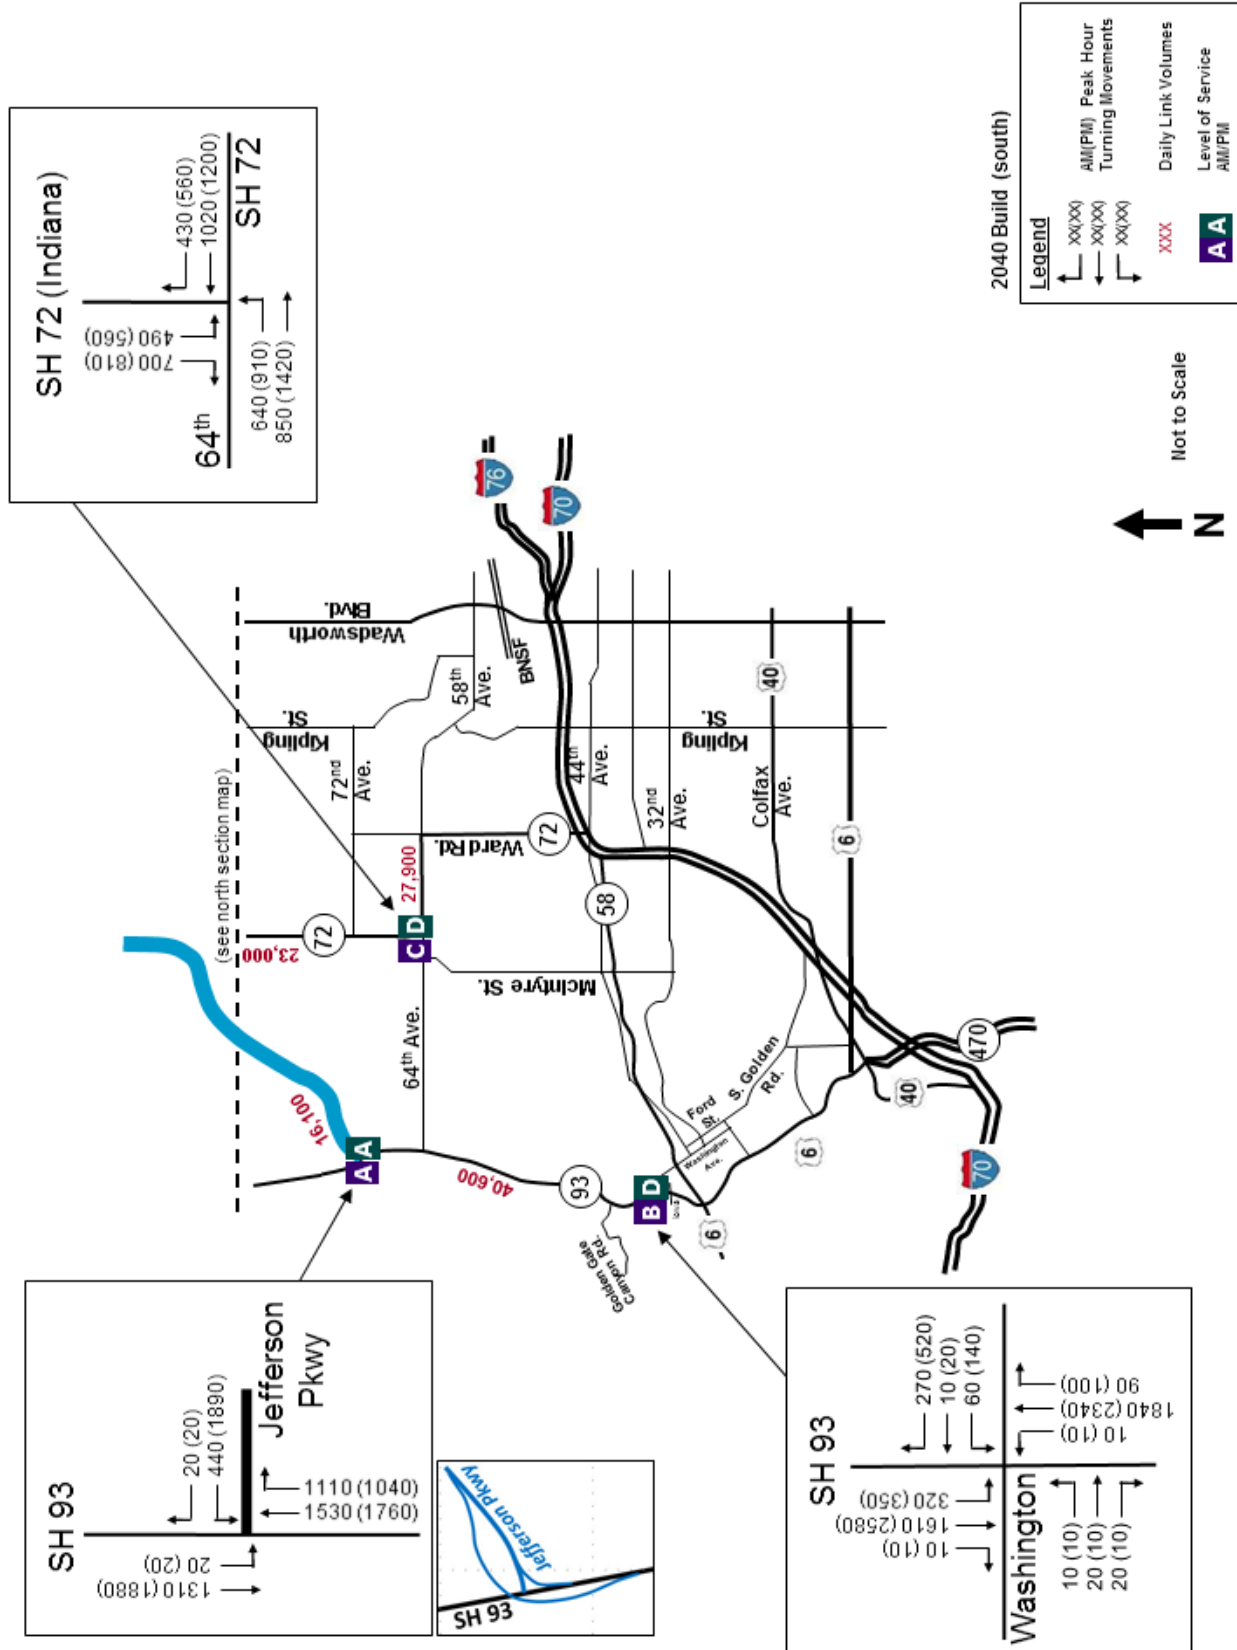 SH 72 (Indiana)
490 (560)
700 (810)
430 (560)
1020 (1200)
64th
SH 72
640 (910)
850 (1420)
(see north section map)
23,000
72
16,100
A A
64th Ave.
C D
27,900
72nd
Ave.
Kipling
St.
Wadsworth
Blvd.
58th
Ave.
BNSF
76
70
Ward Rd.
72
44th
Ave.
McIntyre St.
58
32nd
Ave.
Kipling
St.
Colfax
Ave.
40
6
40,600
93
Golden Gate
Canyon Rd.
B D
6
Ford
St.
Washington
Ave.
S. Golden
Rd.
6
40
470
70
SH 93
20 (20)
1310 (1880)
20 (20)
440 (1890)
Jefferson
Pkwy
1110 (1040)
1530 (1760)
SH 93
Jefferson Pkwy
SH 93
320 (350)
1610 (2580)
10 (10)
270 (520)
10 (20)
60 (140)
Washington
10 (10)
20 (10)
20 (10)
10 (10)
1840 (2340)
90 (100)
N
Not to Scale
2040 Build (south)
Legend
XX(XX)
XX(XX)
XX(XX)
AM(PM) Peak Hour
Turning Movements
XXX
Daily Link Volumes
A A
Level of Service
AM/PM